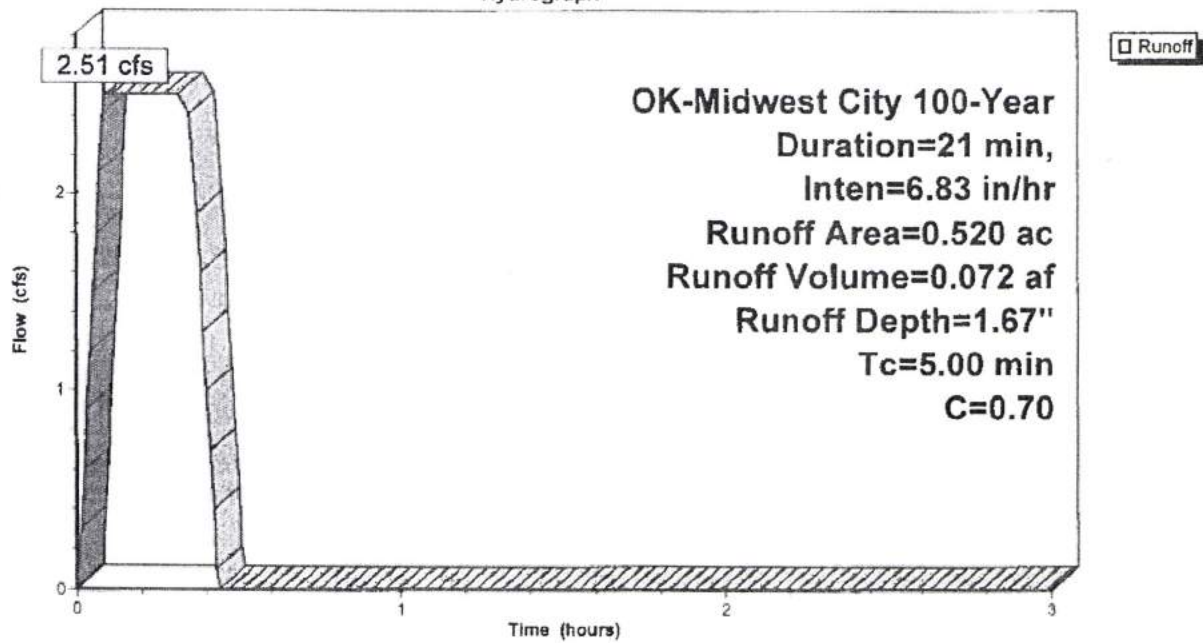 Hydrograph
Runoff
2.51 cfs
OK-Midwest City 100-Year
Duration=21 min,
Inten=6.83 in/hr
Runoff Area=0.520 ac
Runoff Volume=0.072 af
Runoff Depth=1.67"
Tc=5.00 min
C=0.70
Flow (cfs)
2
1
0
0 1 2 3
Time (hours)